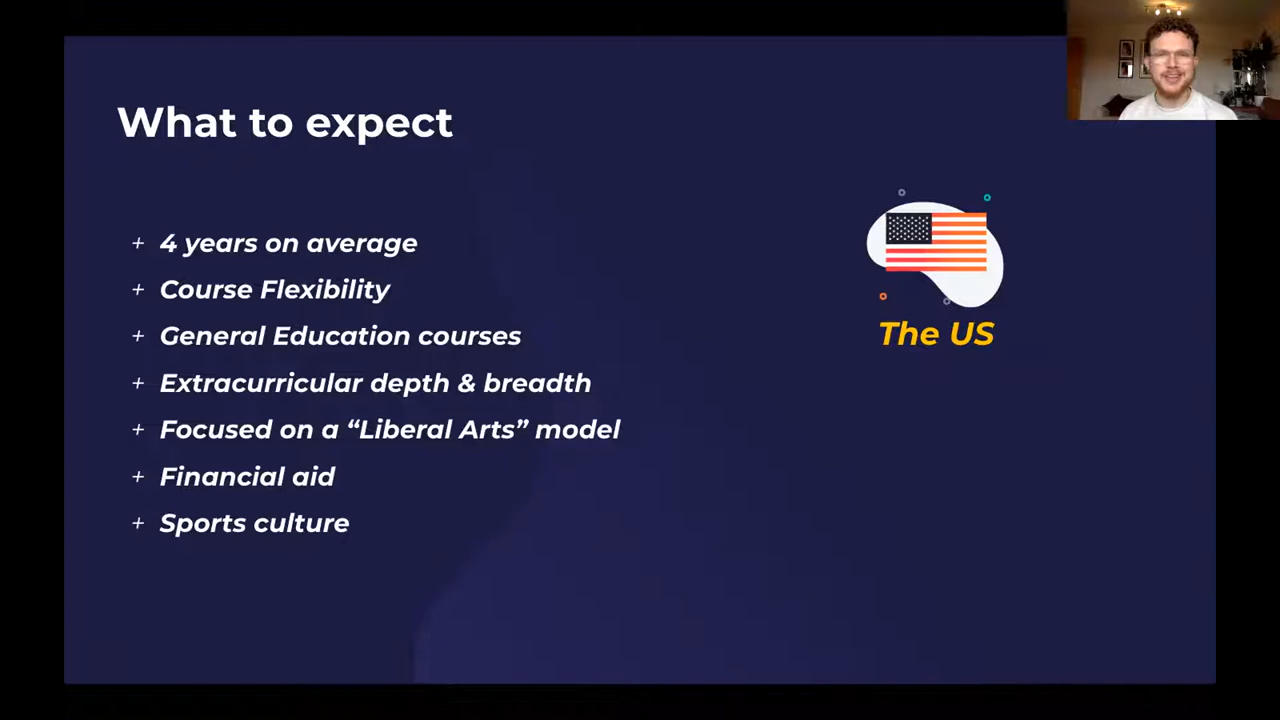 What to expect
+ 4 years on average
+ Course Flexibility
+ General Education courses
+ Extracurricular depth & breadth
+ Focused on a “Liberal Arts” model
+ Financial aid
+ Sports culture
The US